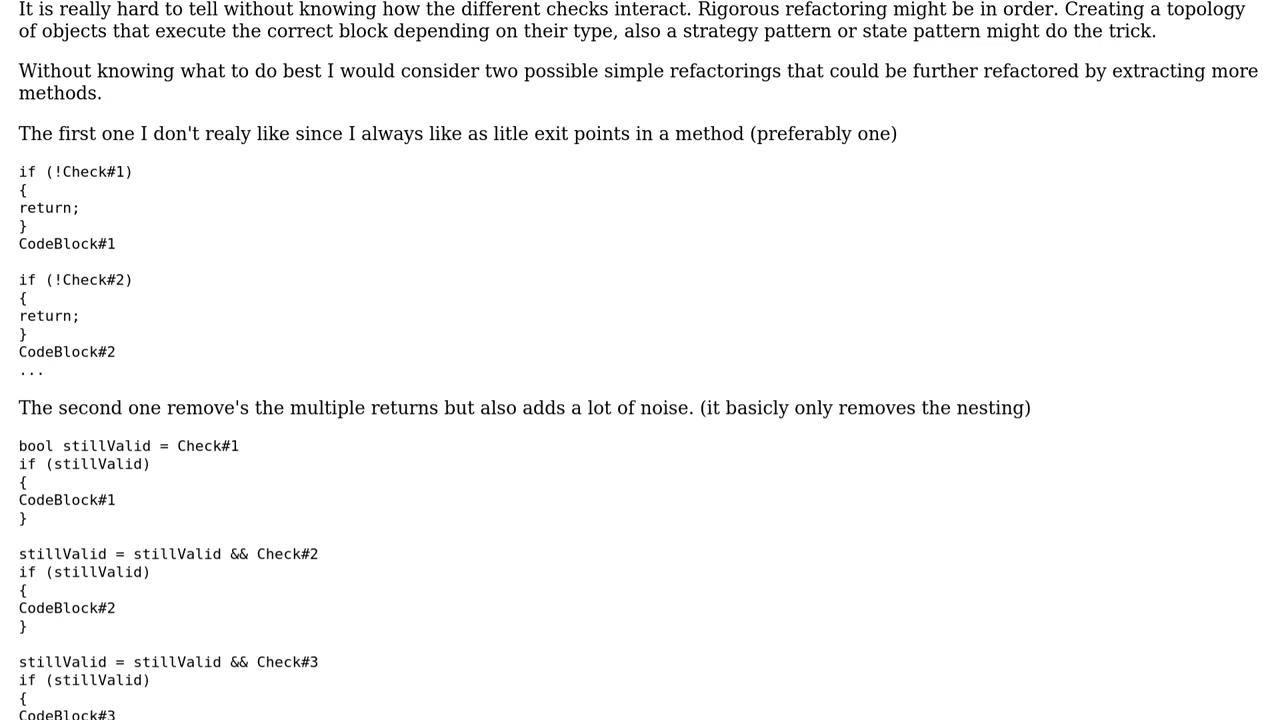 It is really hard to tell without knowing how the different checks interact. Rigorous refactoring might be in order. Creating a topology
of objects that execute the correct block depending on their type, also a strategy pattern or state pattern might do the trick.
Without knowing what to do best I would consider two possible simple refactorings that could be further refactored by extracting more
methods.
The first one I don't realy like since I always like as litle exit points in a method (preferably one)
if (!Check#1)
{
return;
}
CodeBlock#1
if (!Check#2)
{
return;
}
CodeBlock#2
...
The second one remove's the multiple returns but also adds a lot of noise. (it basicly only removes the nesting)
bool stillValid = Check#1
if (stillValid)
{
CodeBlock#1
}
stillValid = stillValid && Check#2
if (stillValid)
{
CodeBlock#2
}
stillValid = stillValid && Check#3
if (stillValid)
{
CodeBlock#3